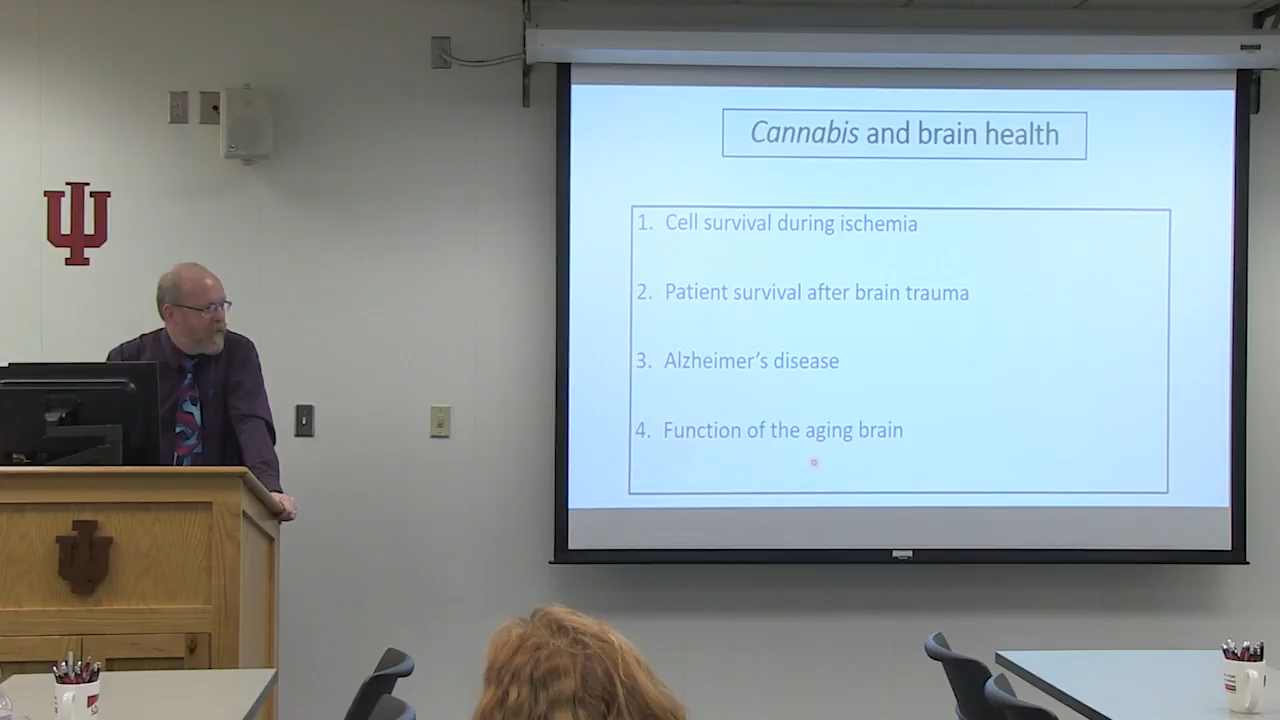 Cannabis and brain health
1. Cell survival during ischemia
2. Patient survival after brain trauma
3. Alzheimer's disease
4. Function of the aging brain